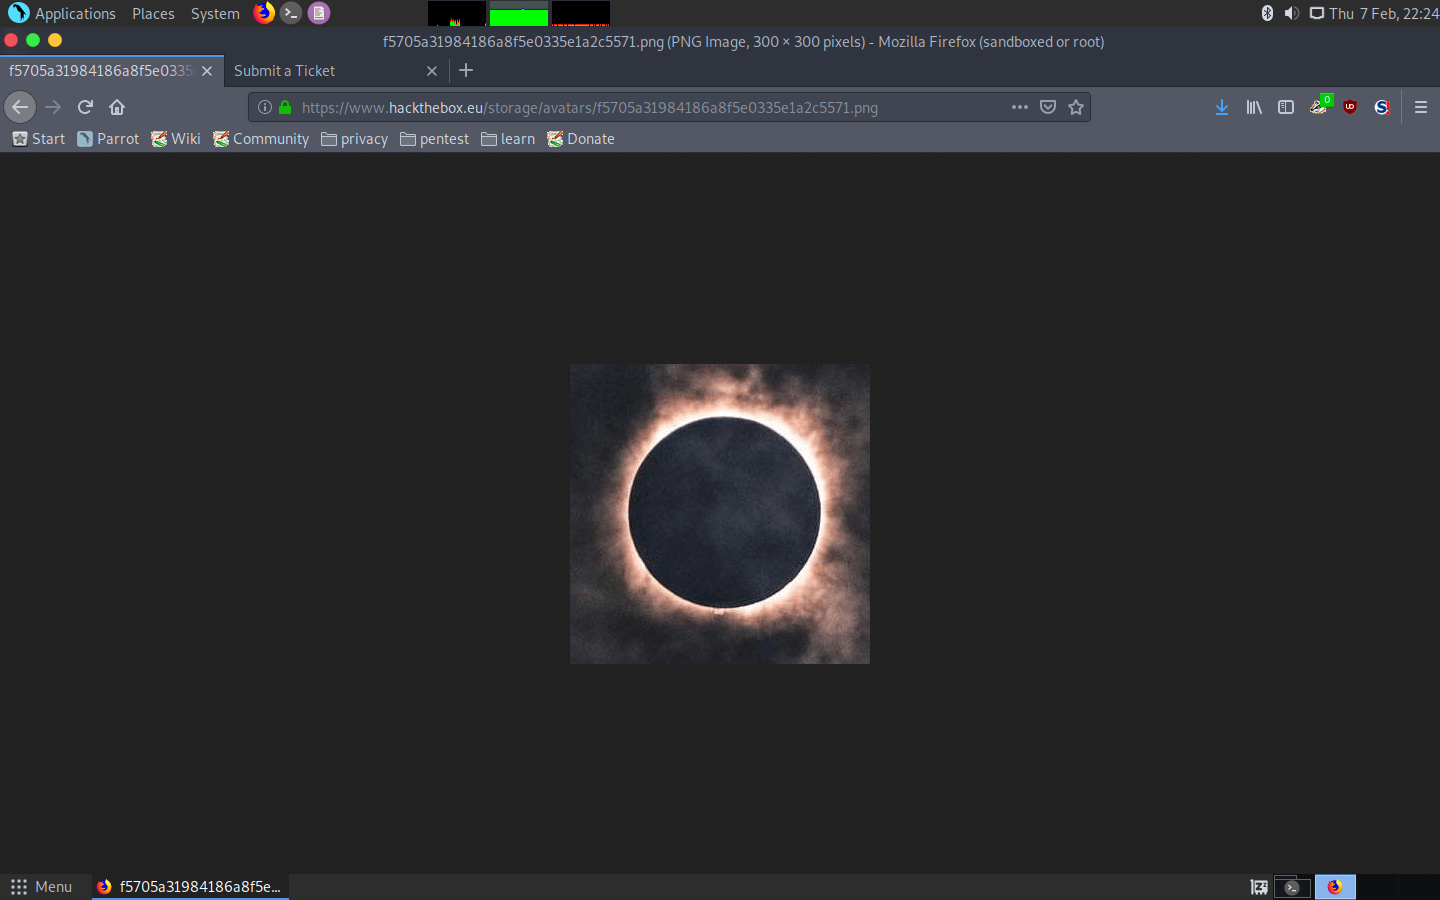 Applications Places System Thu 7 Feb, 22:24
f5705a31984186a8f5e0335e1a2c5571.png (PNG Image, 300 × 300 pixels) - Mozilla Firefox (sandboxed or root)
f5705a31984186a8f5e0335 Submit a Ticket
https://www.hackthebox.eu/storage/avatars/f5705a31984186a8f5e0335e1a2c5571.png 0
Start Parrot Wiki Community privacy pentest learn Donate
Menu f5705a31984186a8f5e...